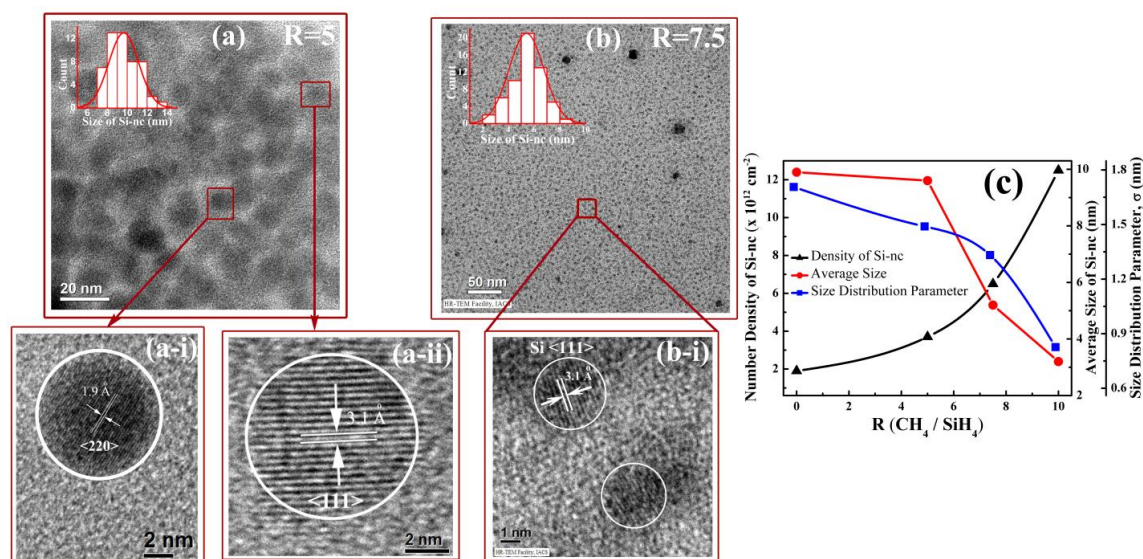 (a)
R=5
12
8
4
0
Count
6 8 10 12 14
Size of Si-nc (nm)
20 nm
(b)
R=7.5
20
15
10
5
0
Count
2 4 6 8 10
Size of Si-nc (nm)
50 nm
HR-TEM Facility, IACS
(a-i)
1.9 Å
<220>
2 nm
(a-ii)
3.1 Å
<111>
2 nm
(b-i)
Si <111>
3.1 Å
1 nm
HR-TEM Facility, IACS
(c)
Number Density of Si-nc (x 10¹² cm⁻²)
12
10
8
6
4
2
Density of Si-nc
Average Size
Size Distribution Parameter
0 2 4 6 8 10
R (CH₄ / SiH₄)
10
8
6
4
2
Average Size of Si-nc (nm)
1.8
1.5
1.2
0.9
0.6
Size Distribution Parameter, σ (nm)